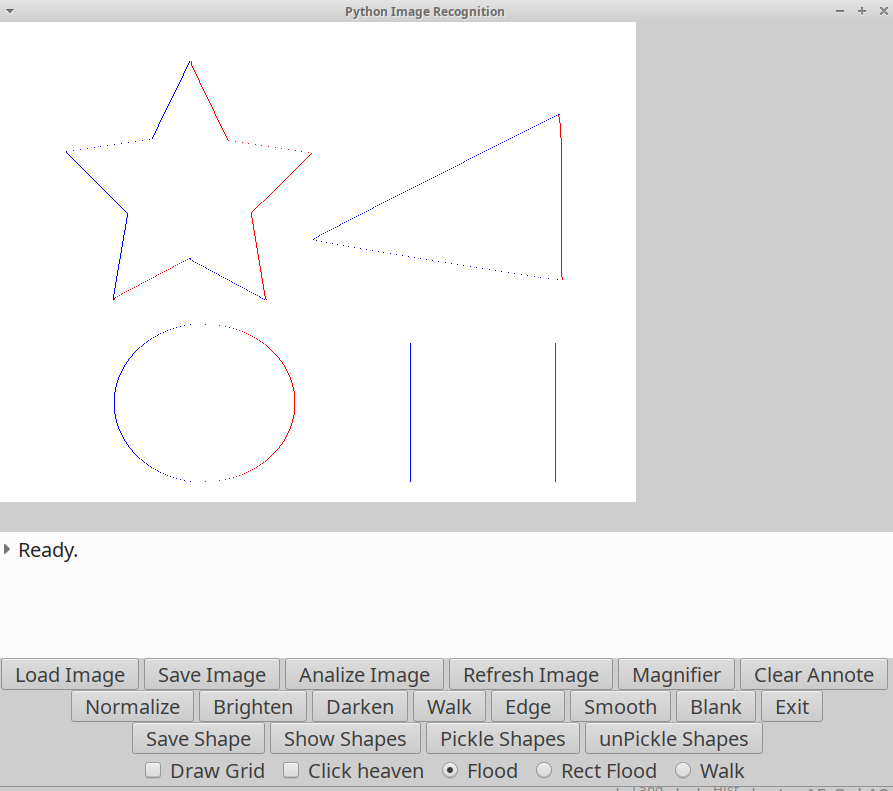 Python Image Recognition
Ready.
Load Image Save Image Analize Image Refresh Image Magnifier Clear Annote
Normalize Brighten Darken Walk Edge Smooth Blank Exit
Save Shape Show Shapes Pickle Shapes unPickle Shapes
Draw Grid Click heaven Flood Rect Flood Walk